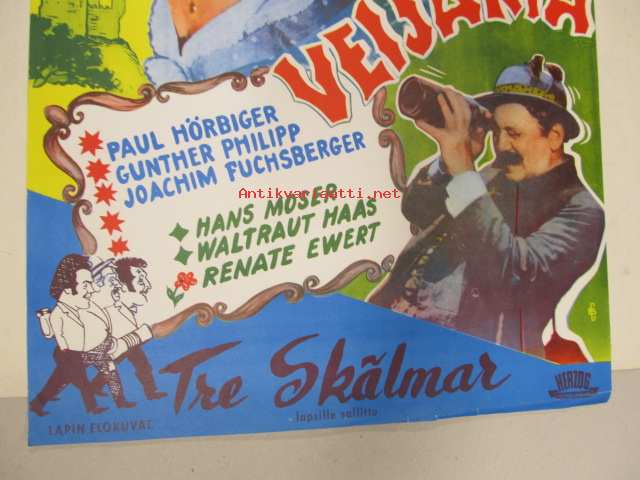 VEIJARIA
PAUL HÖRBIGER
GUNTHER PHILIPP
JOACHIM FUCHSBERGER
Antikvariaatti.net
HANS MOSER
WALTRAUT HAAS
RENATE EWERT
Tre Skälmar
lapsille sallittu
LAPIN ELOKUVAT
HERZOG